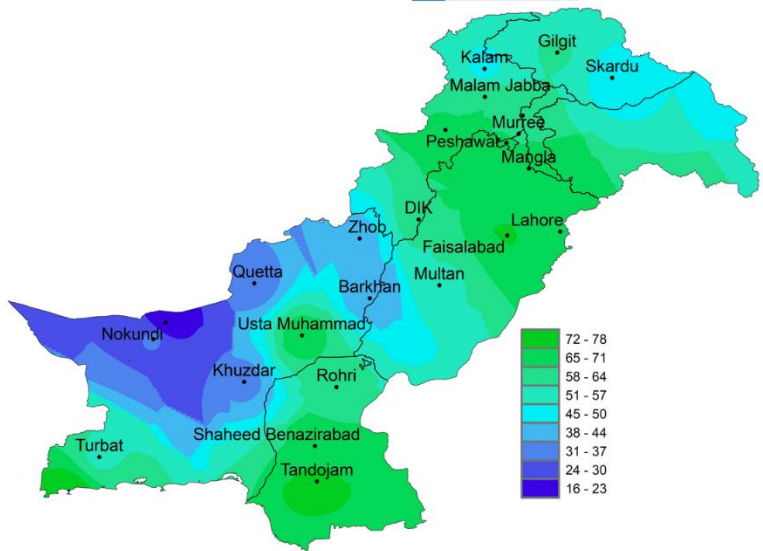 Gilgit
Kalam
Skardu
Malam Jabba
Murree
Peshawat
Mangla
DIK
Lahore
Zhob
Faisalabad
Quetta
Multan
Barkhan
Nokundi
Usta Muhammad
Khuzdar
Rohri
Shaheed Benazirabad
Turbat
Tandojam
72 - 78
65 - 71
58 - 64
51 - 57
45 - 50
38 - 44
31 - 37
24 - 30
16 - 23